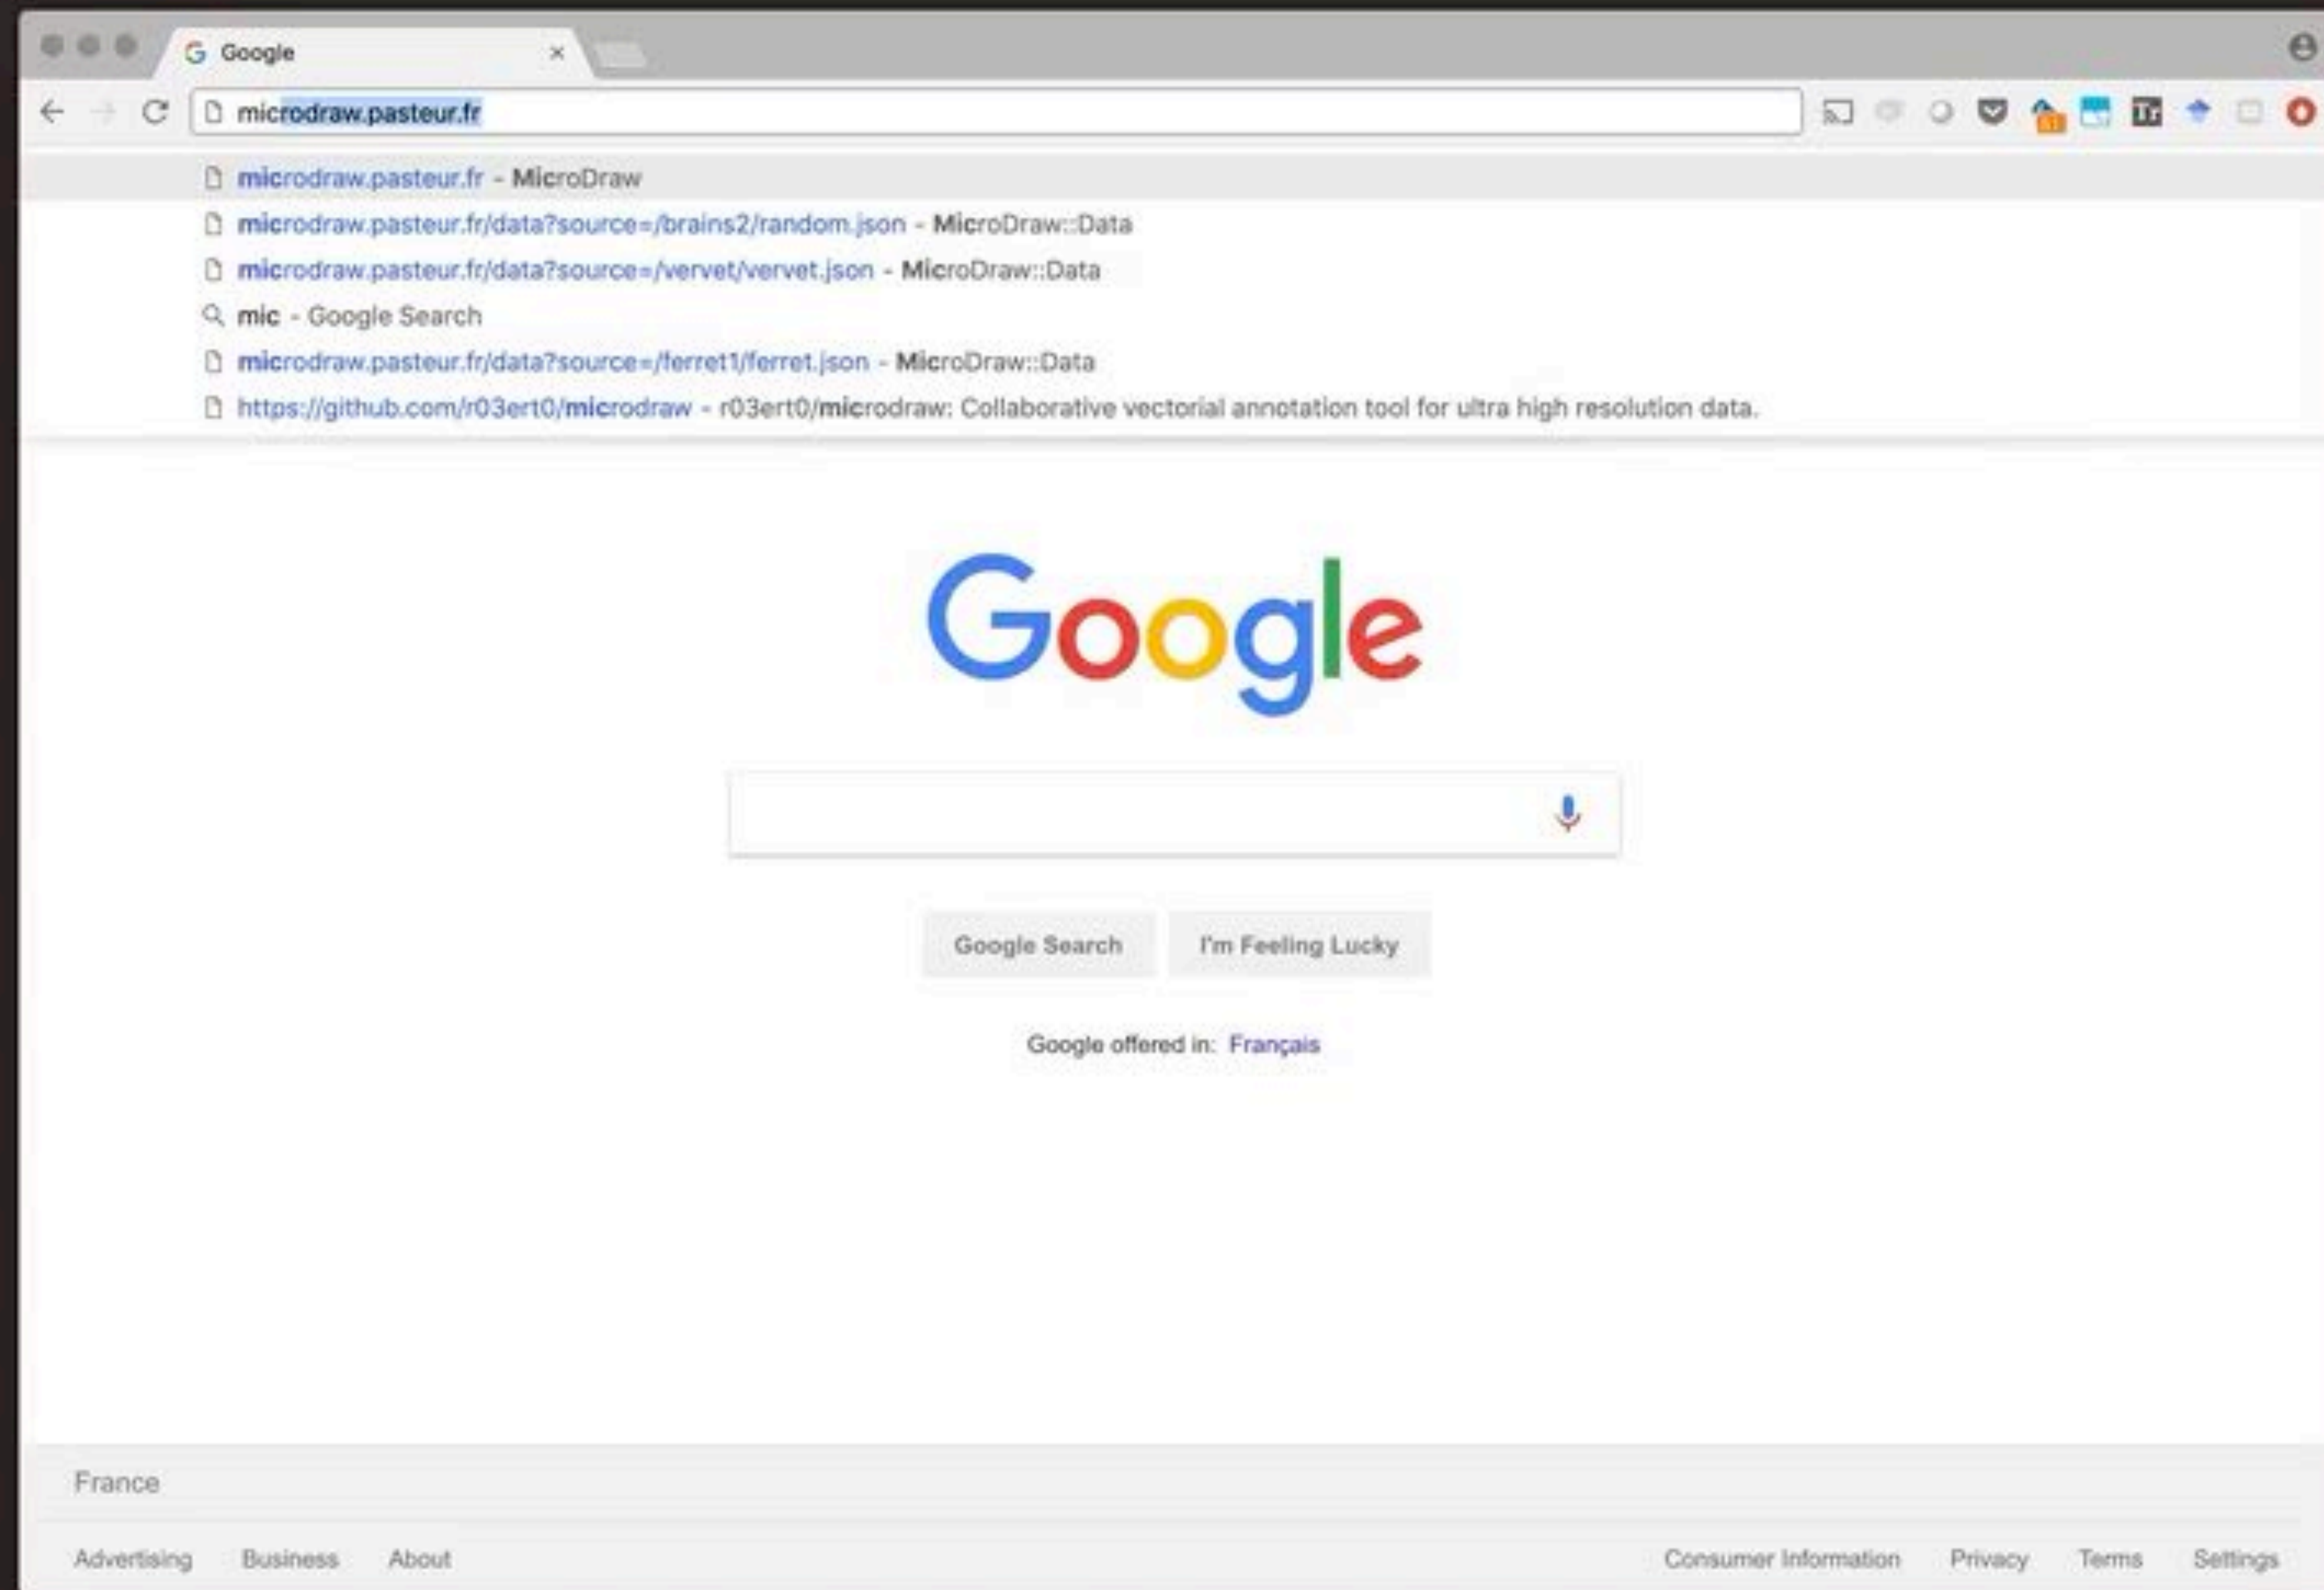 Google
microdraw.pasteur.fr
microdraw.pasteur.fr - MicroDraw
microdraw.pasteur.fr/data?source=/brains2/random.json - MicroDraw::Data
microdraw.pasteur.fr/data?source=/vervet/vervet.json - MicroDraw::Data
mic - Google Search
microdraw.pasteur.fr/data?source=/ferret1/ferret.json - MicroDraw::Data
https://github.com/r03ert0/microdraw - r03ert0/microdraw: Collaborative vectorial annotation tool for ultra high resolution data.
Google
Google Search I'm Feeling Lucky
Google offered in: Français
France
Advertising Business About Consumer Information Privacy Terms Settings